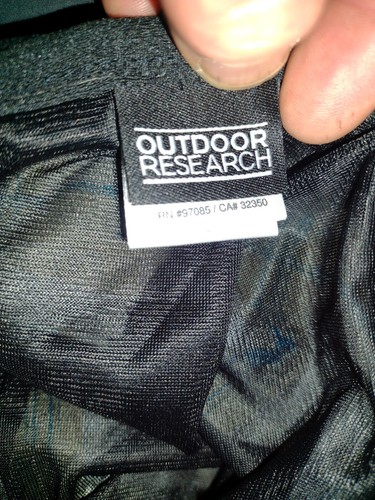 OUTDOOR
RESEARCH
RN #97085 / CA# 32350